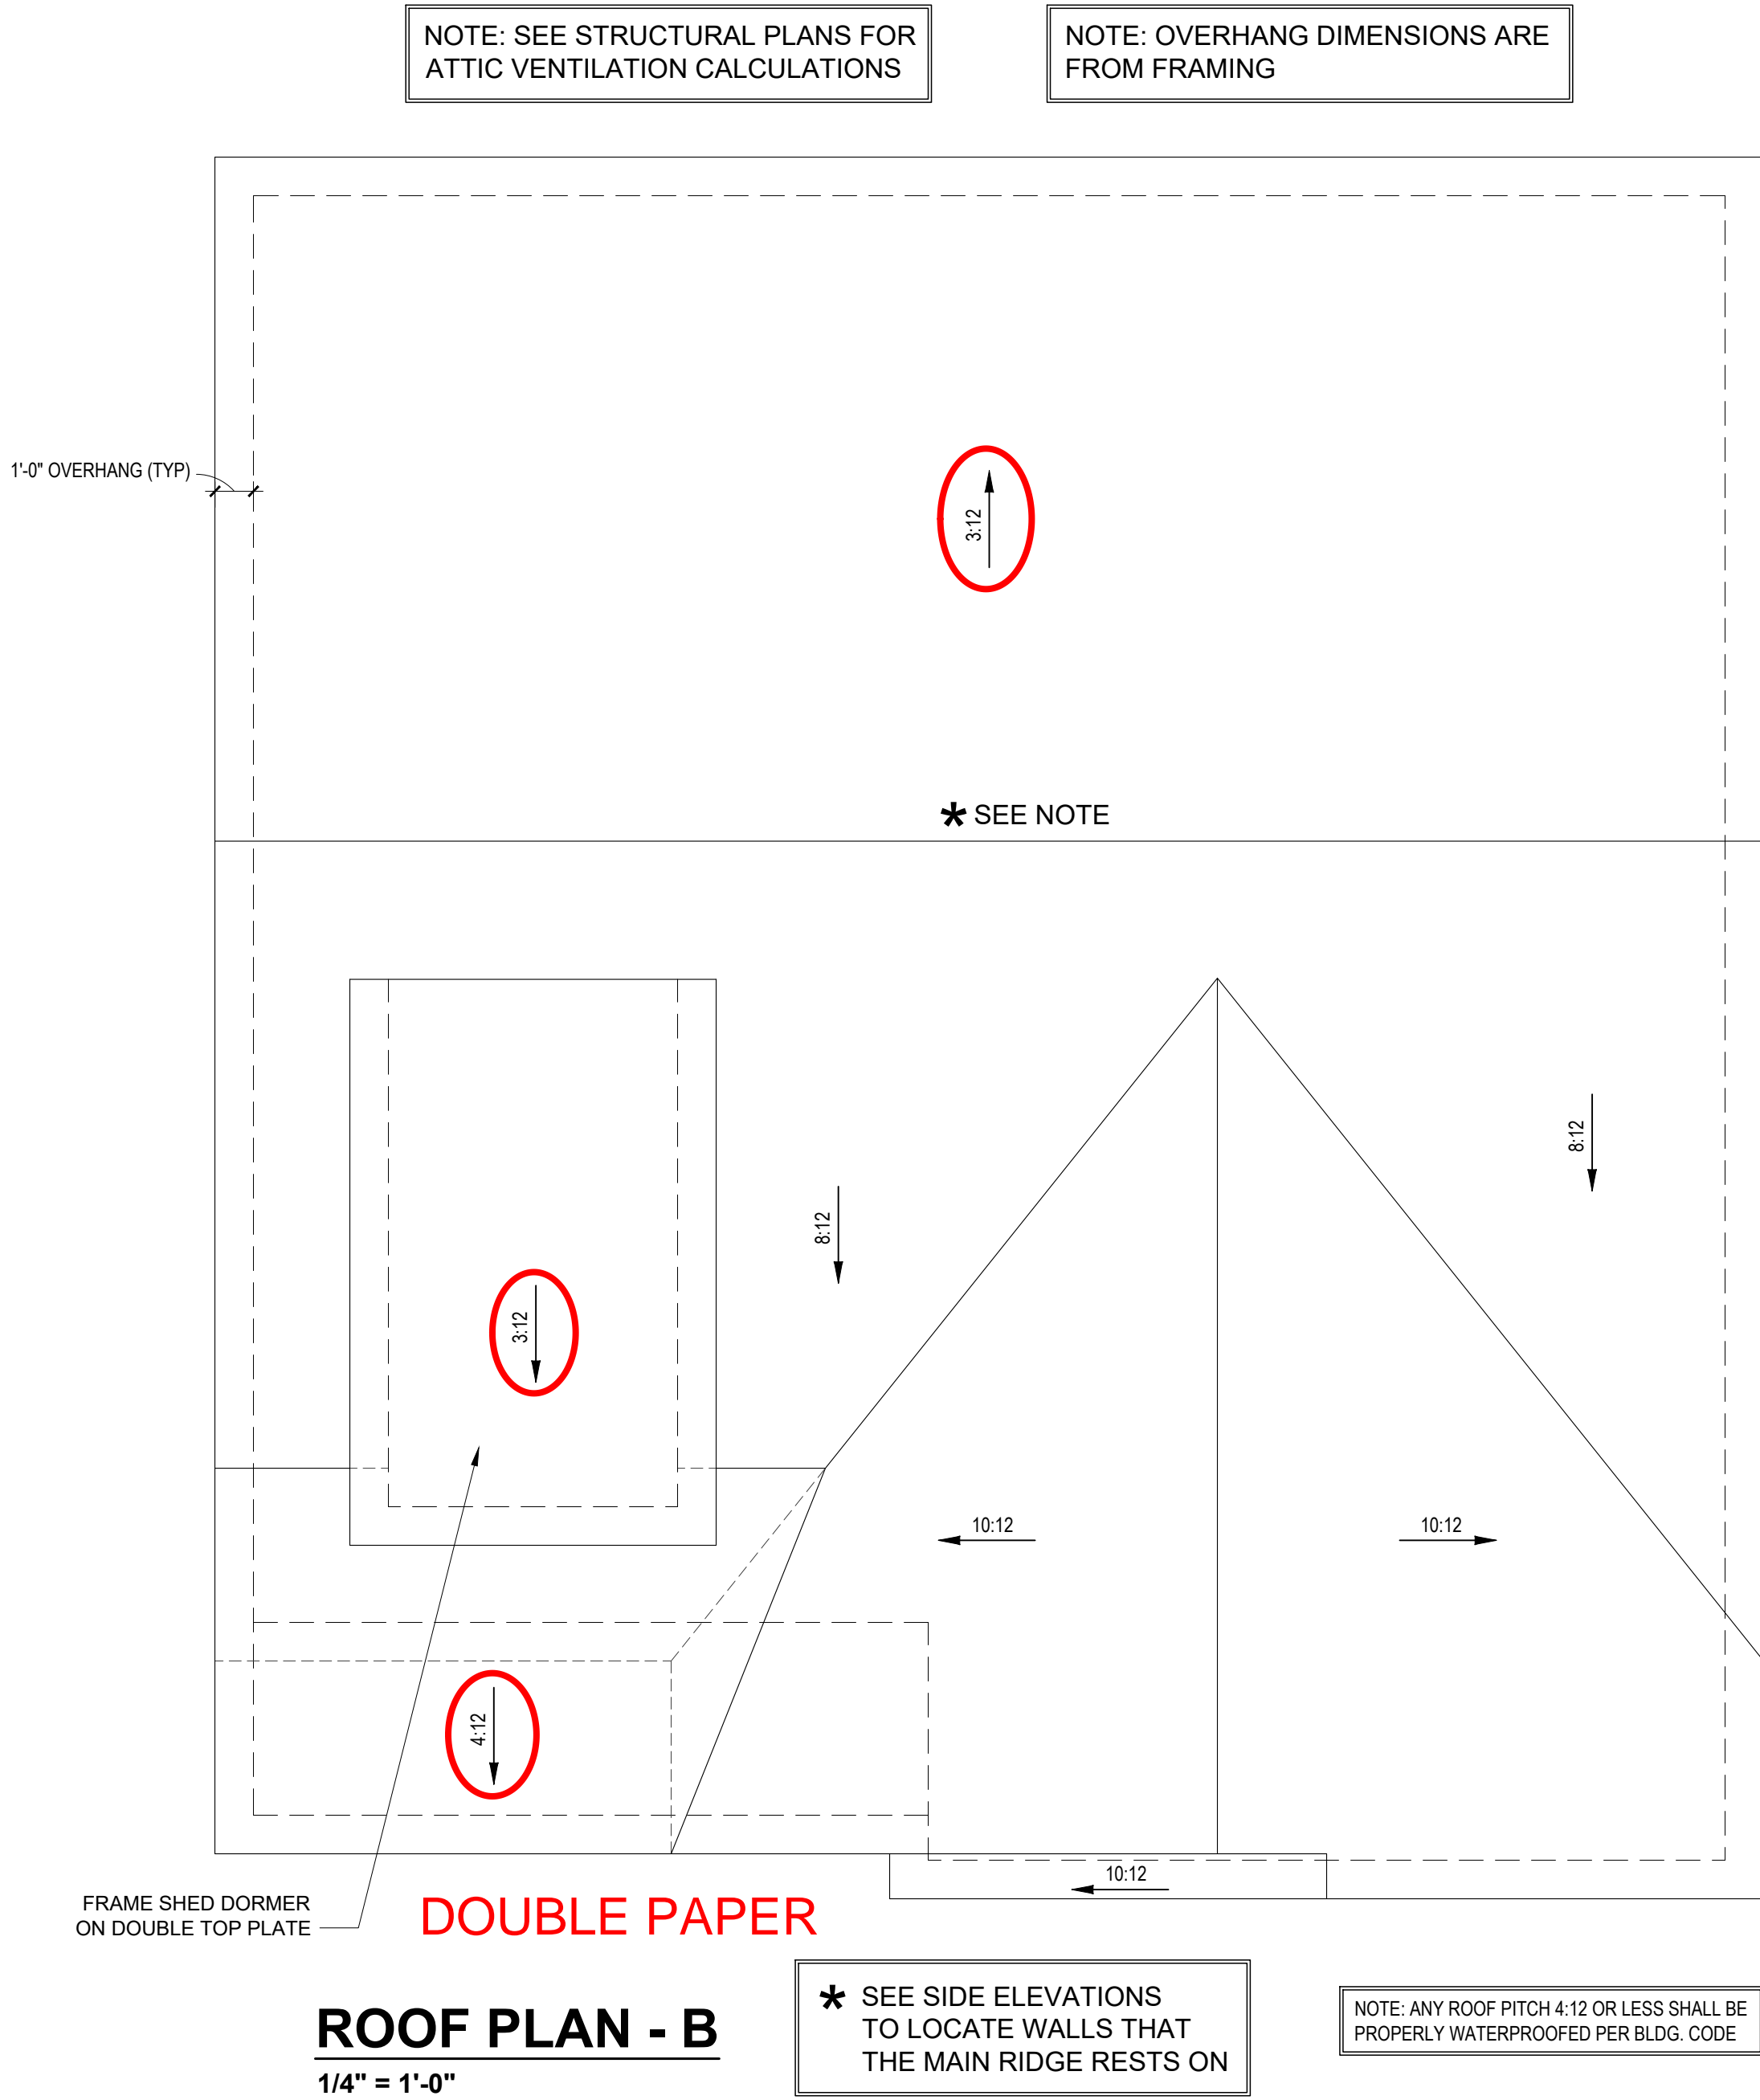 NOTE: SEE STRUCTURAL PLANS FOR
ATTIC VENTILATION CALCULATIONS
NOTE: OVERHANG DIMENSIONS ARE
FROM FRAMING
1'-0" OVERHANG (TYP)
3:12
* SEE NOTE
8:12
8:12
3:12
10:12
10:12
4:12
10:12
FRAME SHED DORMER
ON DOUBLE TOP PLATE
DOUBLE PAPER
ROOF PLAN - B
1/4" = 1'-0"
* SEE SIDE ELEVATIONS
TO LOCATE WALLS THAT
THE MAIN RIDGE RESTS ON
NOTE: ANY ROOF PITCH 4:12 OR LESS SHALL BE
PROPERLY WATERPROOFED PER BLDG. CODE